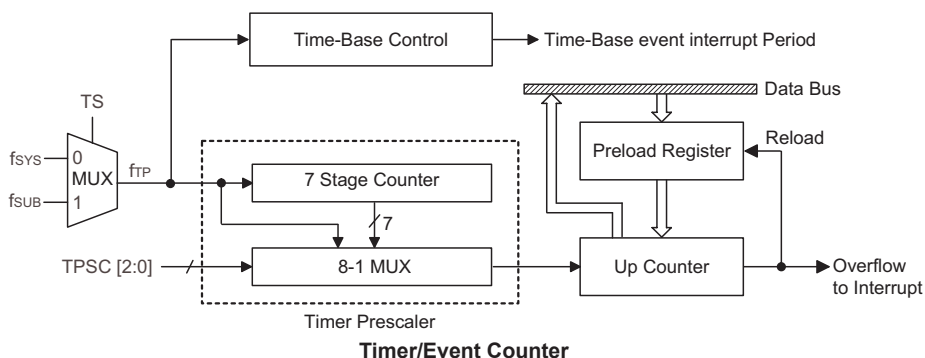 Time-Base Control
Time-Base event interrupt Period
Data Bus
TS
fSYS
0
MUX
fTP
fSUB
1
7 Stage Counter
7
Preload Register
Reload
TPSC [2:0]
8-1 MUX
Up Counter
Overflow
to Interrupt
Timer Prescaler
Timer/Event Counter